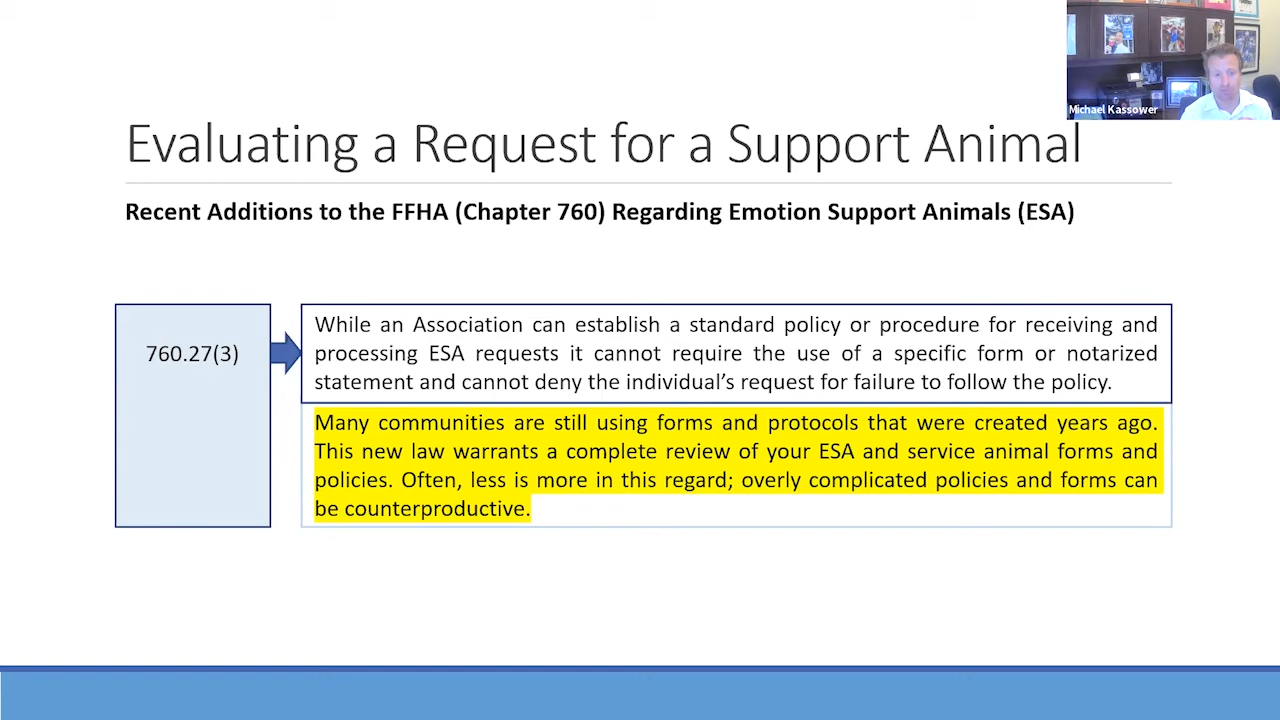 Michael Kassower
Evaluating a Request for a Support Animal
Recent Additions to the FFHA (Chapter 760) Regarding Emotion Support Animals (ESA)
760.27(3)
While an Association can establish a standard policy or procedure for receiving and
processing ESA requests it cannot require the use of a specific form or notarized
statement and cannot deny the individual's request for failure to follow the policy.
Many communities are still using forms and protocols that were created years ago.
This new law warrants a complete review of your ESA and service animal forms and
policies. Often, less is more in this regard; overly complicated policies and forms can
be counterproductive.